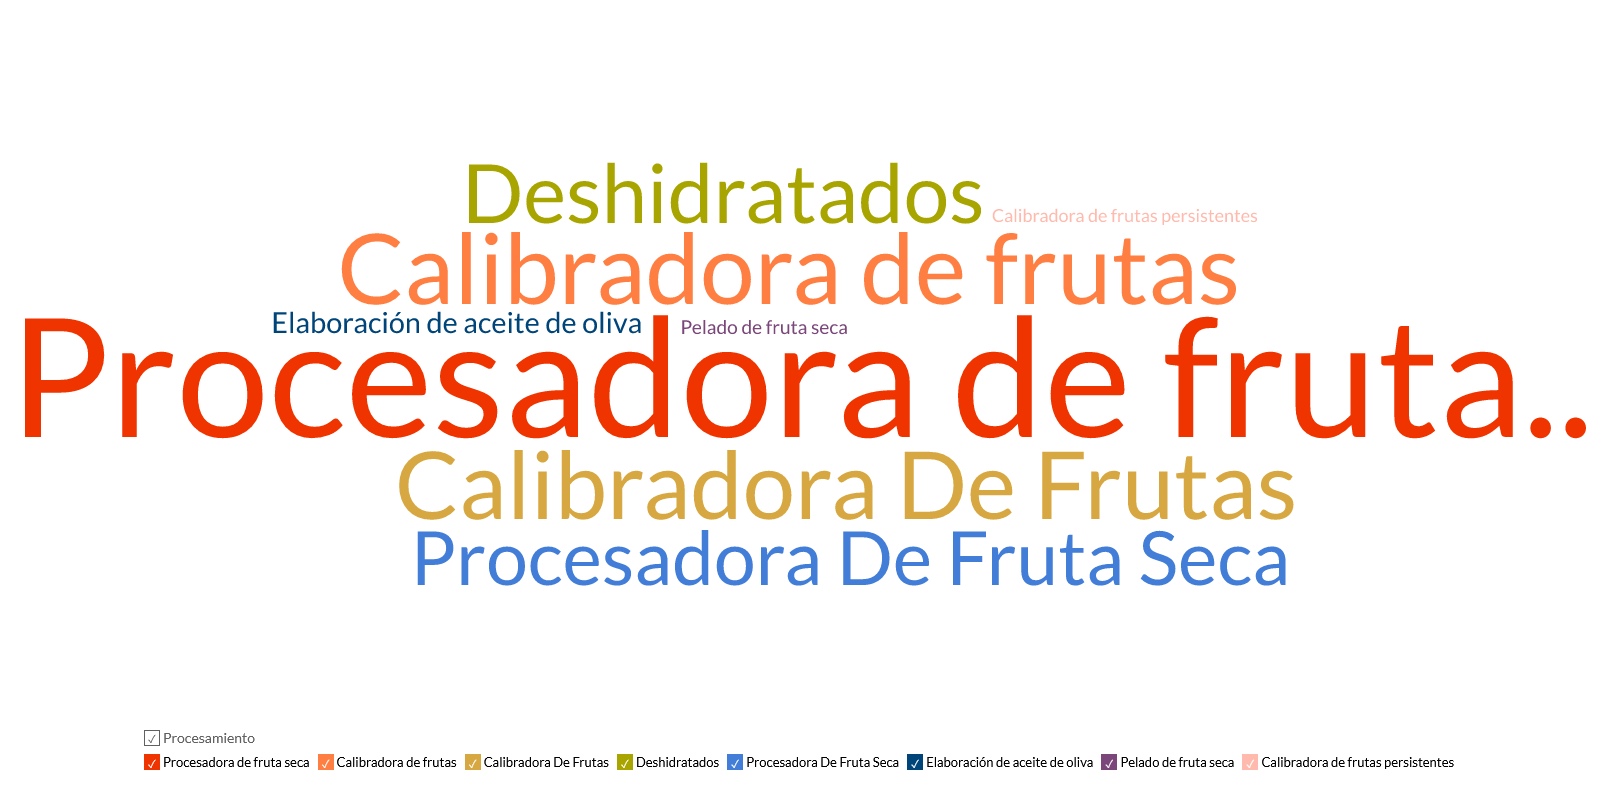 Deshidratados
Calibradora de frutas persistentes
Calibradora de frutas
Elaboración de aceite de oliva
Pelado de fruta seca
Procesadora de fruta..
Calibradora De Frutas
Procesadora De Fruta Seca
Procesamiento
Procesadora de fruta seca Calibradora de frutas Calibradora De Frutas Deshidratados Procesadora De Fruta Seca Elaboración de aceite de oliva Pelado de fruta seca Calibradora de frutas persistentes